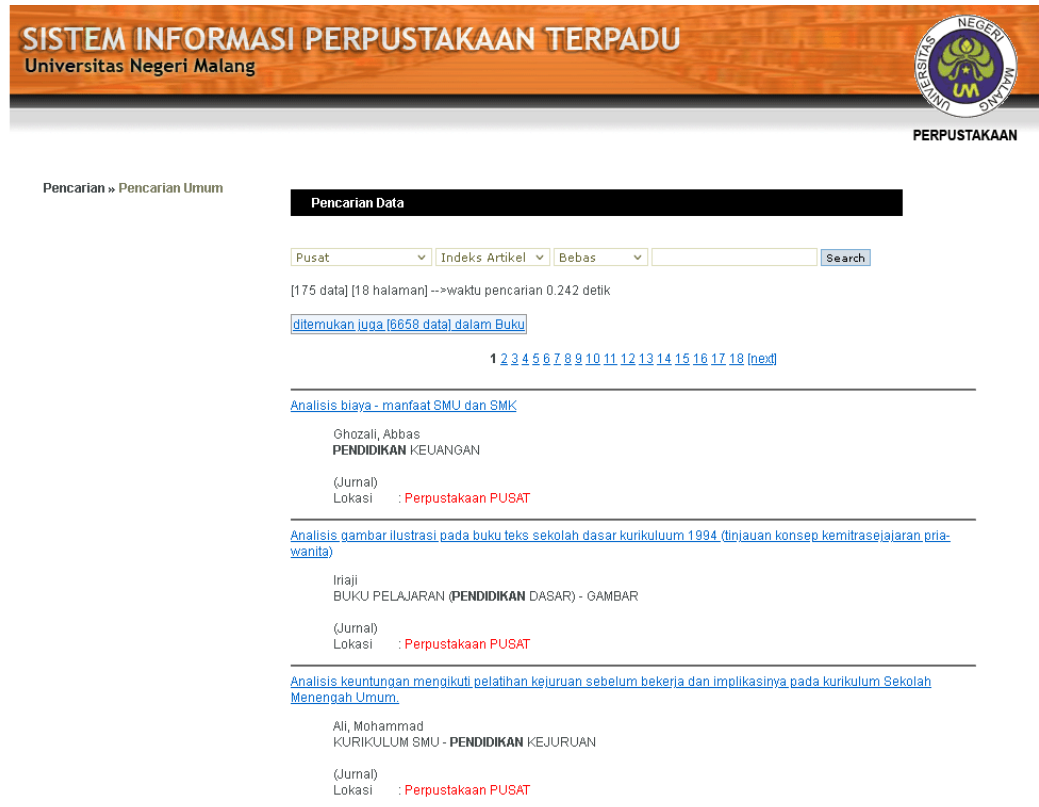 SISTEM INFORMASI PERPUSTAKAAN TERPADU
Universitas Negeri Malang
UNIVERSITAS NEGERI MALANG
UM
PERPUSTAKAAN
Pencarian » Pencarian Umum
Pencarian Data
Pusat Indeks Artikel Bebas Search
[175 data] [18 halaman] -->waktu pencarian 0.242 detik
ditemukan juga [6658 data] dalam Buku
1 2 3 4 5 6 7 8 9 10 11 12 13 14 15 16 17 18 [next]
Analisis biaya - manfaat SMU dan SMK
Ghozali, Abbas
PENDIDIKAN KEUANGAN
(Jurnal)
Lokasi : Perpustakaan PUSAT
Analisis gambar ilustrasi pada buku teks sekolah dasar kurikuluum 1994 (tinjauan konsep kemitrasejajaran pria-
wanita)
Iriaji
BUKU PELAJARAN (PENDIDIKAN DASAR) - GAMBAR
(Jurnal)
Lokasi : Perpustakaan PUSAT
Analisis keuntungan mengikuti pelatihan kejuruan sebelum bekerja dan implikasinya pada kurikulum Sekolah
Menengah Umum.
Ali, Mohammad
KURIKULUM SMU - PENDIDIKAN KEJURUAN
(Jurnal)
Lokasi : Perpustakaan PUSAT